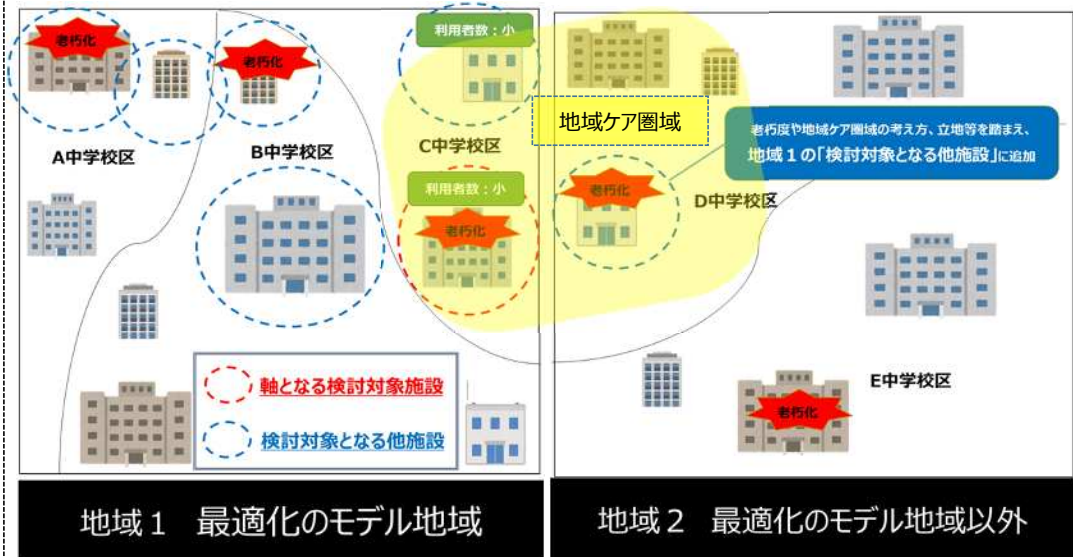 老朽化
老朽化
利用者数：小
地域ケア圏域
老朽度や地域ケア圏域の考え方、立地等を踏まえ、
地域１の「検討対象となる他施設」に追加
A中学校区
B中学校区
C中学校区
利用者数：小
老朽化
老朽化
D中学校区
E中学校区
老朽化
軸となる検討対象施設
検討対象となる他施設
地域１　最適化のモデル地域
地域２　最適化のモデル地域以外